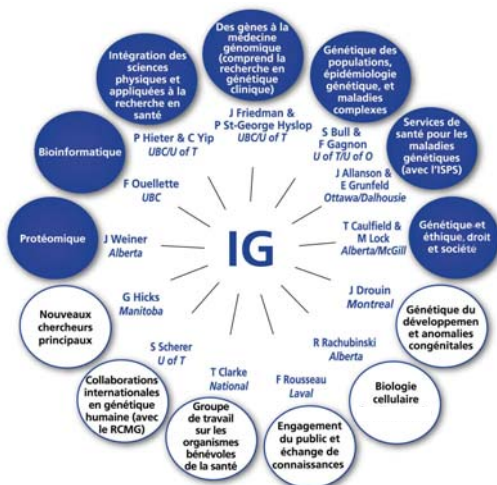 Des gènes à la
médecine
génomique
(comprend la
recherche en
génétique
clinique)
J Friedman &
P St-George Hyslop
UBC/U of T
Génétique des
populations,
épidémiologie
génétique, et
maladies
complexes
S Bull &
F Gagnon
U of T/U of O
Services de
santé pour les
maladies
génétiques
(avec l'ISPS)
J Allanson &
E Grunfeld
Ottawa/Dalhousie
Génétique et
éthique, droit
et société
T Caulfield &
M Lock
Alberta/McGill
Génétique du
développemen
et anomalies
congénitales
J Drouin
Montreal
Biologie
cellulaire
R Rachubinski
Alberta
Engagement
du public et
échange de
connaissances
F Rousseau
Laval
Groupe
de travail
sur les
organismes
bénévoles
de la santé
T Clarke
National
Collaborations
internationales
en génétique
humaine (avec
le RCMG)
S Scherer
U of T
Nouveaux
chercheurs
principaux
G Hicks
Manitoba
Protéomique
J Weiner
Alberta
Bioinformatique
F Ouellette
UBC
Intégration des
sciences
physiques et
appliquées à la
recherche en
santé
P Hieter & C Yip
UBC/U of T
IG